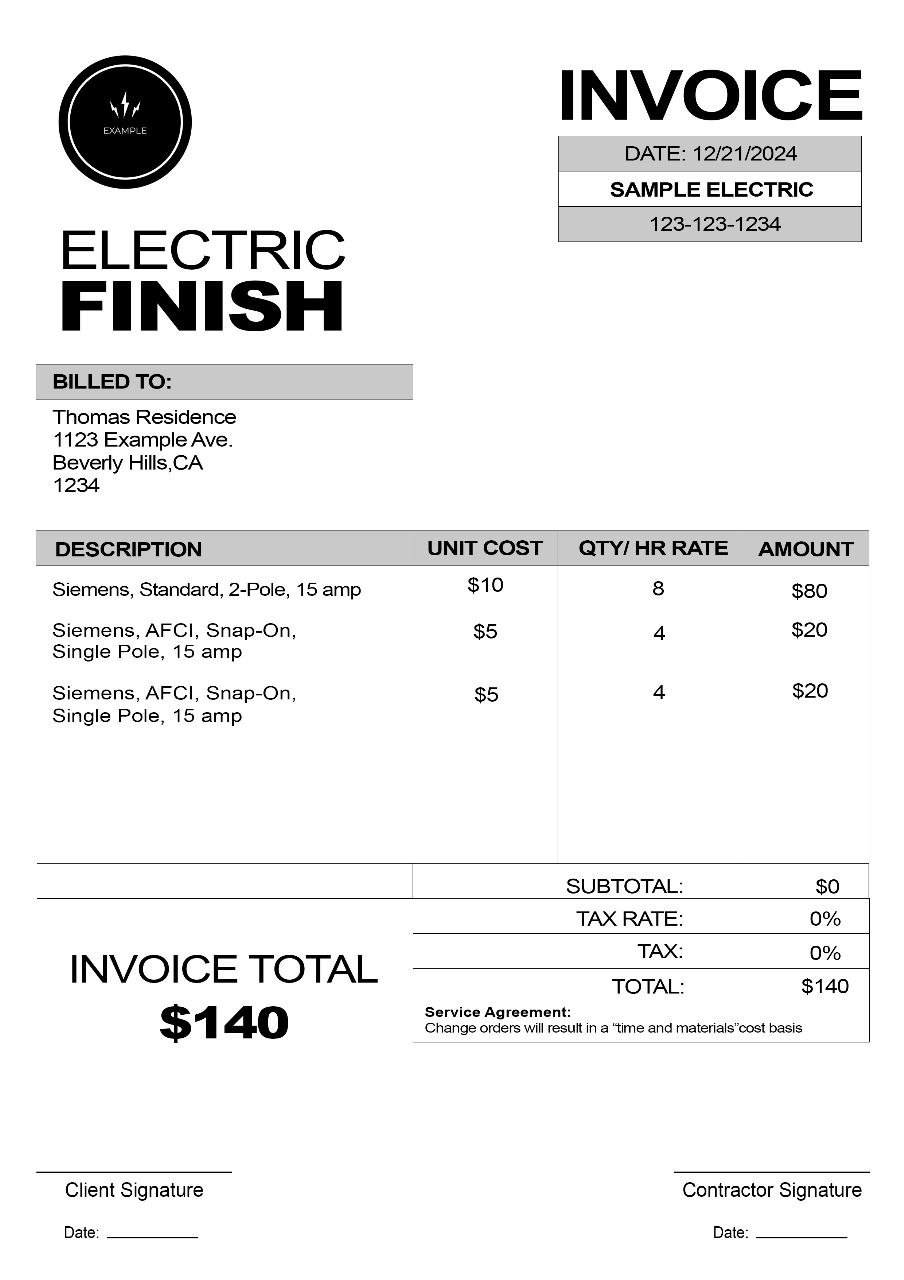 EXAMPLE
INVOICE
DATE: 12/21/2024
SAMPLE ELECTRIC
123-123-1234
ELECTRIC
FINISH
BILLED TO:
Thomas Residence
1123 Example Ave.
Beverly Hills,CA
1234
DESCRIPTION UNIT COST QTY/ HR RATE AMOUNT
Siemens, Standard, 2-Pole, 15 amp $10 8 $80
Siemens, AFCI, Snap-On, $5 4 $20
Single Pole, 15 amp
Siemens, AFCI, Snap-On, $5 4 $20
Single Pole, 15 amp
SUBTOTAL: $0
TAX RATE: 0%
TAX: 0%
TOTAL: $140
INVOICE TOTAL
$140
Service Agreement:
Change orders will result in a “time and materials”cost basis
Client Signature Contractor Signature
Date: Date: